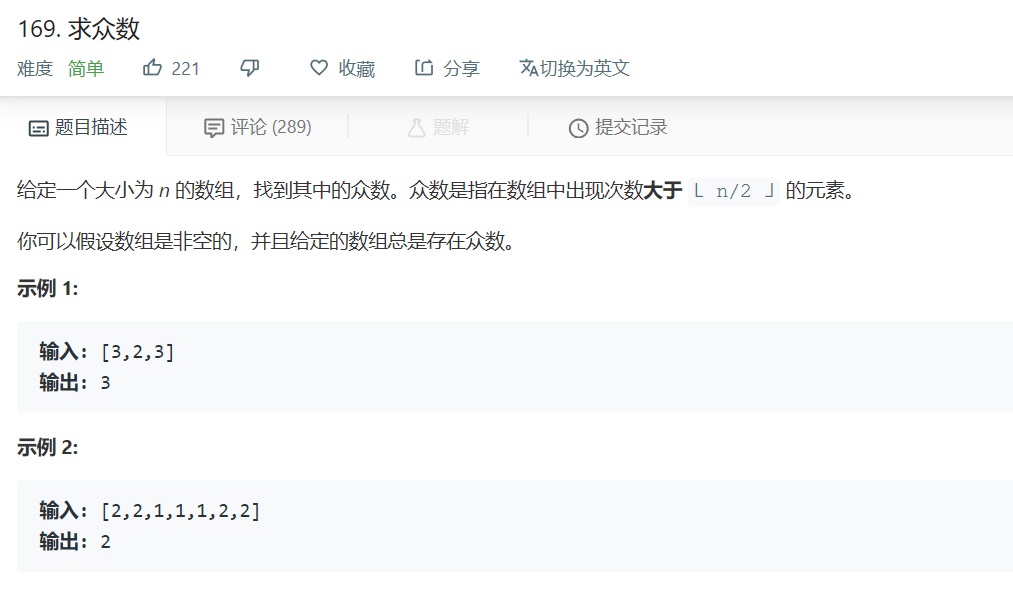 169. 求众数
难度 简单 221 收藏 分享 切换为英文
题目描述 评论 (289) 题解 提交记录
给定一个大小为 n 的数组，找到其中的众数。众数是指在数组中出现次数大于 ⌊ n/2 ⌋ 的元素。
你可以假设数组是非空的，并且给定的数组总是存在众数。
示例 1:
输入: [3,2,3]
输出: 3
示例 2:
输入: [2,2,1,1,1,2,2]
输出: 2